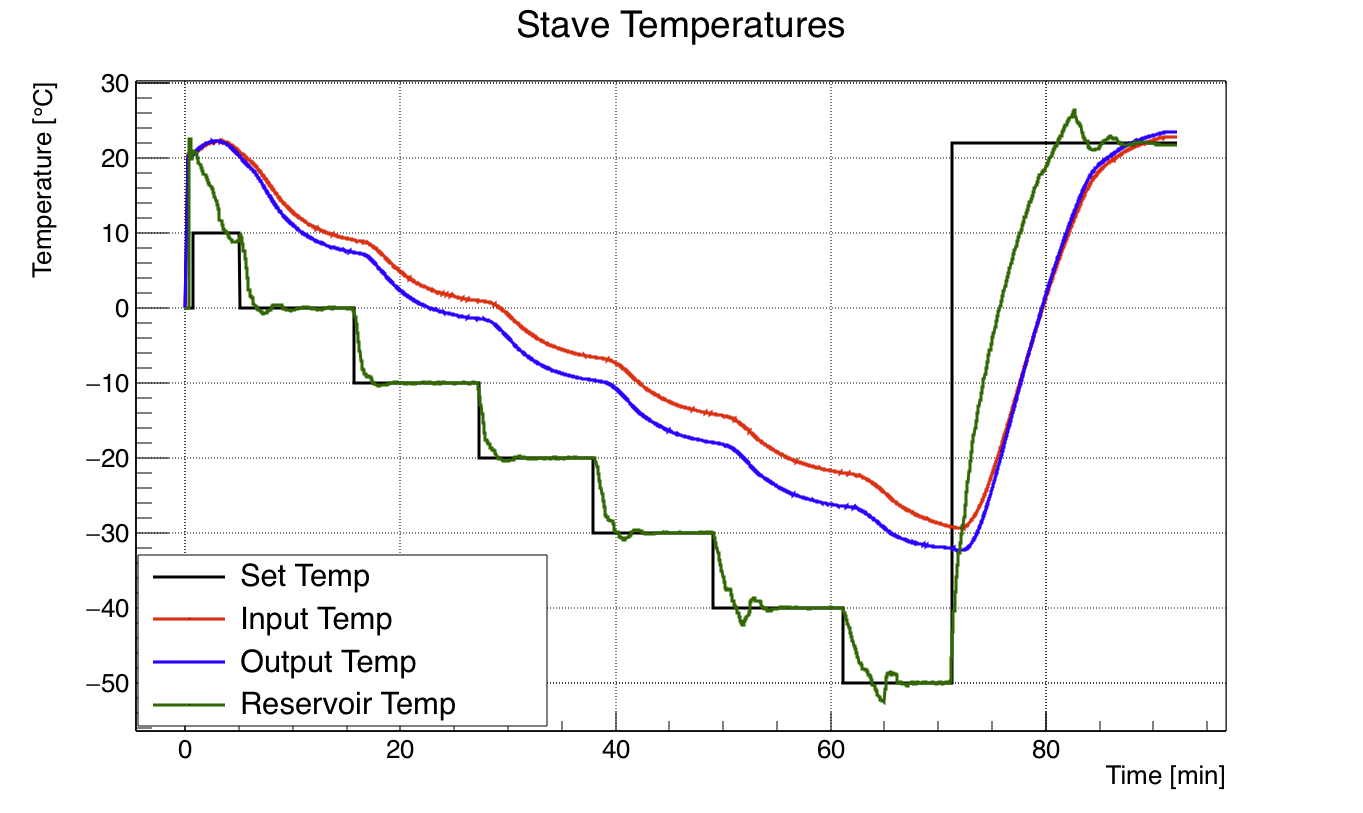 Stave Temperatures
Temperature [°C]
30
20
10
0
−10
−20
−30
−40
−50
Set Temp
Input Temp
Output Temp
Reservoir Temp
0 20 40 60 80
Time [min]